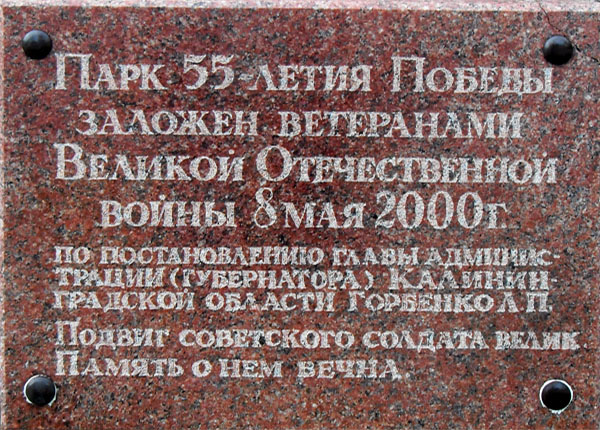 Парк 55-летия Победы
заложен ветеранами
Великой Отечественной
войны 8 мая 2000г.
по постановлению главы админис-
трации (губернатора) Калинин-
градской области Горбенко Л.П.
Подвиг советского солдата велик.
Память о нем вечна.